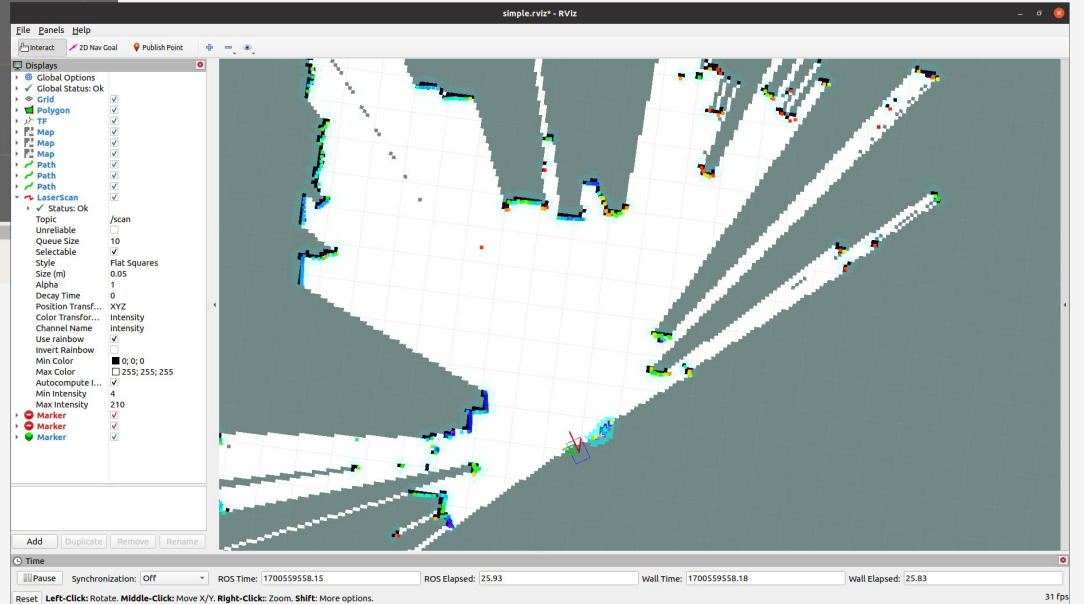 simple.rviz* - RViz
File Panels Help
Interact 2D Nav Goal Publish Point
Displays
Global Options
Global Status: Ok
Grid
Polygon
TF
Map
Map
Map
Path
Path
Path
LaserScan
Status: Ok
Topic /scan
Unreliable
Queue Size 10
Selectable
Style Flat Squares
Size (m) 0.05
Alpha 1
Decay Time 0
Position Transf... XYZ
Color Transfor... Intensity
Channel Name intensity
Use rainbow
Invert Rainbow
Min Color 0; 0; 0
Max Color 255; 255; 255
Autocompute I...
Min Intensity 4
Max Intensity 210
Marker
Marker
Marker
Add Duplicate Remove Rename
Time
Pause Synchronization: Off ROS Time: 1700559558.15 ROS Elapsed: 25.93 Wall Time: 1700559558.18 Wall Elapsed: 25.83
Reset Left-Click: Rotate. Middle-Click: Move X/Y. Right-Click:: Zoom. Shift: More options. 31 fps